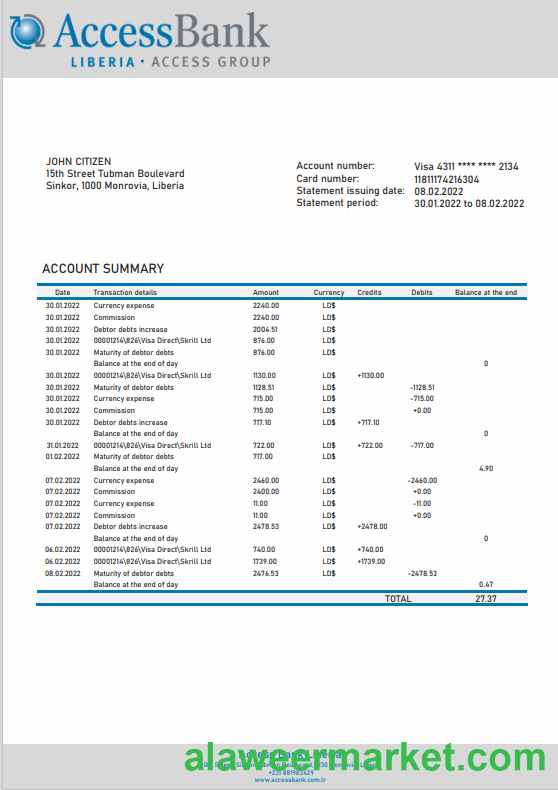 AccessBank
LIBERIA • ACCESS GROUP
JOHN CITIZEN
15th Street Tubman Boulevard
Sinkor, 1000 Monrovia, Liberia
Account number: Visa 4311 **** **** 2134
Card number: 11811174216304
Statement issuing date: 08.02.2022
Statement period: 30.01.2022 to 08.02.2022
ACCOUNT SUMMARY
Date Transaction details Amount Currency Credits Debits Balance at the end
30.01.2022 Currency expense 2240.00 LD$
30.01.2022 Commission 2240.00 LD$
30.01.2022 Debtor debts increase 2004.51 LD$
30.01.2022 00001214\826\Visa Direct\Skrill Ltd 876.00 LD$
30.01.2022 Maturity of debtor debts 876.00 LD$
Balance at the end of day 0
30.01.2022 00001214\826\Visa Direct\Skrill Ltd 1130.00 LD$ +1130.00
30.01.2022 Maturity of debtor debts 1128.51 LD$ -1128.51
30.01.2022 Currency expense 715.00 LD$ -715.00
30.01.2022 Commission 715.00 LD$ +0.00
30.01.2022 Debtor debts increase 717.10 LD$ +717.10
Balance at the end of day 0
31.01.2022 00001214\826\Visa Direct\Skrill Ltd 722.00 LD$ +722.00 -717.00
01.02.2022 Maturity of debtor debts 717.00 LD$
Balance at the end of day 4.90
07.02.2022 Currency expense 2460.00 LD$ -2460.00
07.02.2022 Commission 2400.00 LD$ +0.00
07.02.2022 Currency expense 11.00 LD$ -11.00
07.02.2022 Commission 11.00 LD$ +0.00
07.02.2022 Debtor debts increase 2478.53 LD$ +2478.00
Balance at the end of day 0
06.02.2022 00001214\826\Visa Direct\Skrill Ltd 740.00 LD$ +740.00
06.02.2022 00001214\826\Visa Direct\Skrill Ltd 1739.00 LD$ +1739.00
08.02.2022 Maturity of debtor debts 2476.53 LD$ -2478.53
Balance at the end of day 0.47
TOTAL 27.37
alaweermarket.com
www.accessbank.com.lr